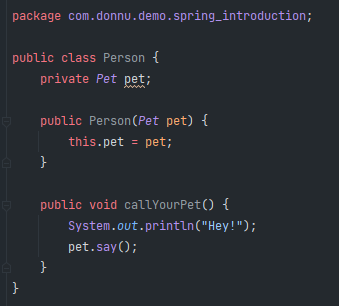 package com.donnu.demo.spring_introduction;
public class Person {
private Pet pet;
public Person(Pet pet) {
this.pet = pet;
}
public void callYourPet() {
System.out.println("Hey!");
pet.say();
}
}